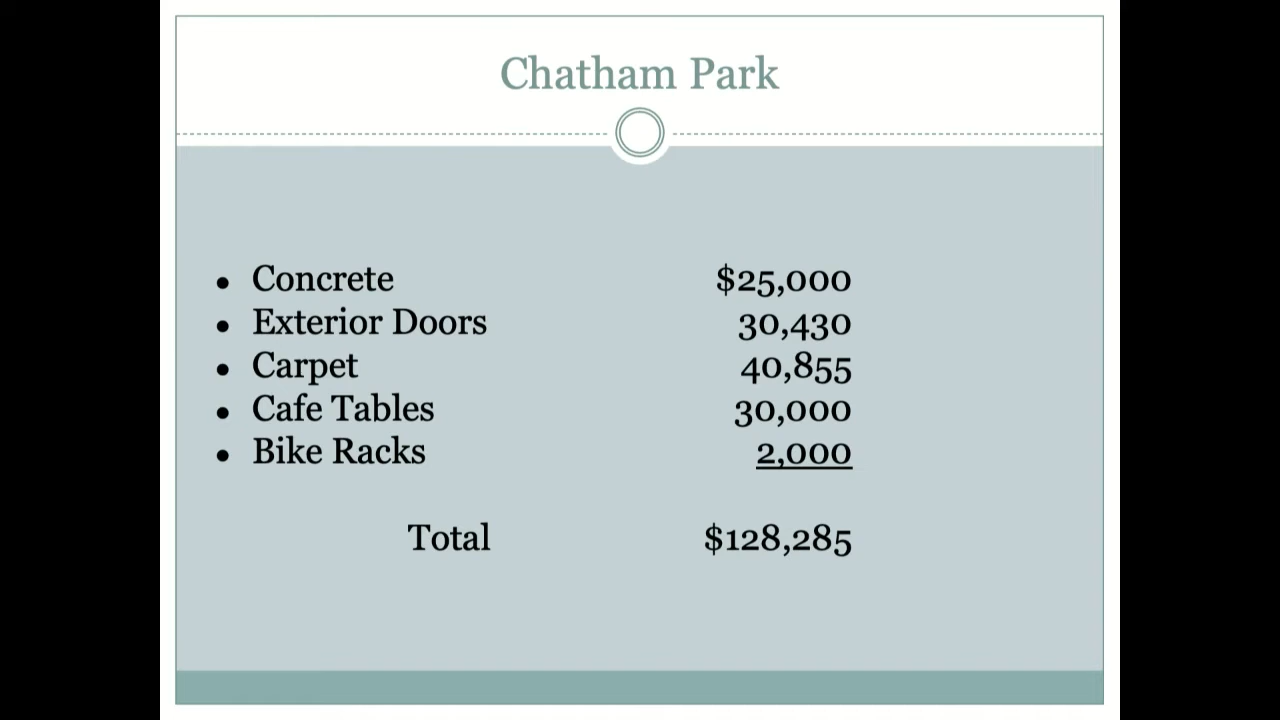 Chatham Park
• Concrete $25,000
• Exterior Doors 30,430
• Carpet 40,855
• Cafe Tables 30,000
• Bike Racks 2,000
Total $128,285